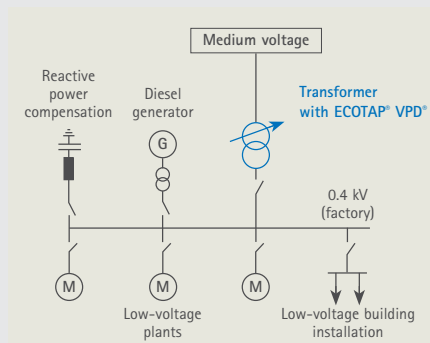 Medium voltage
Reactive
power
compensation
Diesel
generator
Transformer
with ECOTAP® VPD®
G
0.4 kV
(factory)
M
M
M
Low-voltage
plants
Low-voltage building
installation